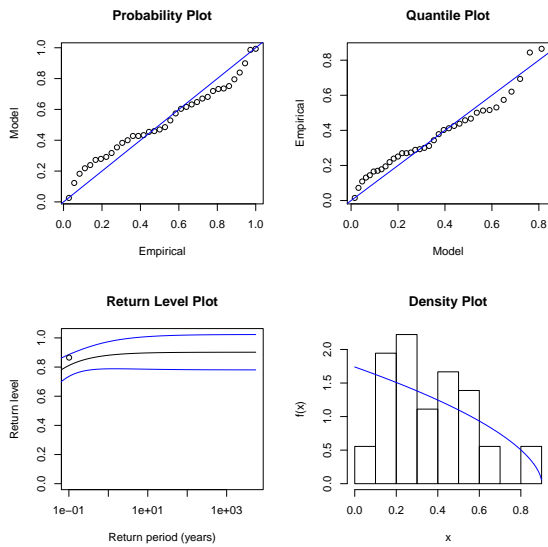 Probability Plot
1.0
0.8
0.6
0.4
0.2
0.0
Model
0.0 0.2 0.4 0.6 0.8 1.0
Empirical
Quantile Plot
0.8
0.6
0.4
0.2
0.0
Empirical
0.0 0.2 0.4 0.6 0.8
Model
Return Level Plot
1.0
0.8
0.6
0.4
0.2
0.0
Return level
1e−01 1e+01 1e+03
Return period (years)
Density Plot
2.0
1.5
1.0
0.5
0.0
f(x)
0.0 0.2 0.4 0.6 0.8
x